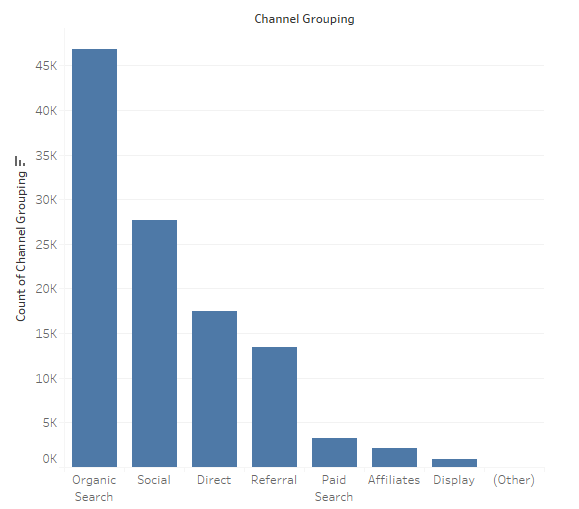 Channel Grouping
Count of Channel Grouping
45K
40K
35K
30K
25K
20K
15K
10K
5K
0K
Organic Search
Social
Direct
Referral
Paid Search
Affiliates
Display
(Other)